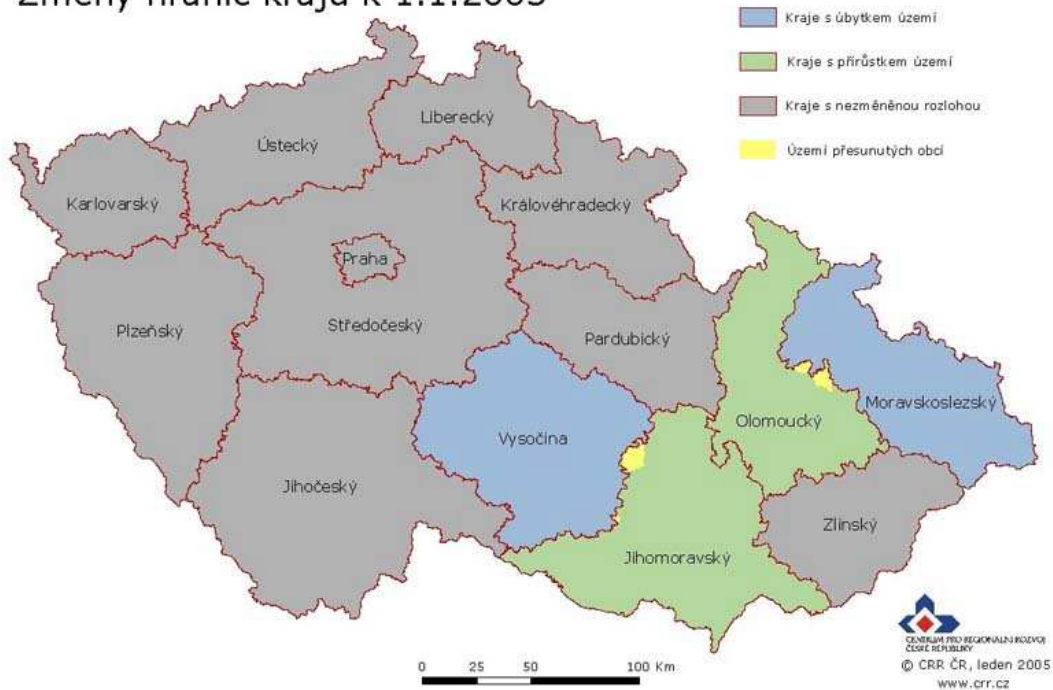 Změny hranic krajů k 1.1.2005
Kraje s úbytkem území
Kraje s přírůstkem území
Kraje s nezměněnou rozlohou
Území přesunutých obcí
Liberecký
Ústecký
Karlovarský
Královéhradecký
Praha
Plzeňský
Středočeský
Pardubický
Moravskoslezský
Olomoucký
Vysočina
Jihočeský
Zlínský
Jihomoravský
CENTRUM PRO REGIONÁLNÍ ROZVOJ
ČESKÉ REPUBLIKY
© CRR ČR, leden 2005
www.crr.cz
0 25 50 100 Km